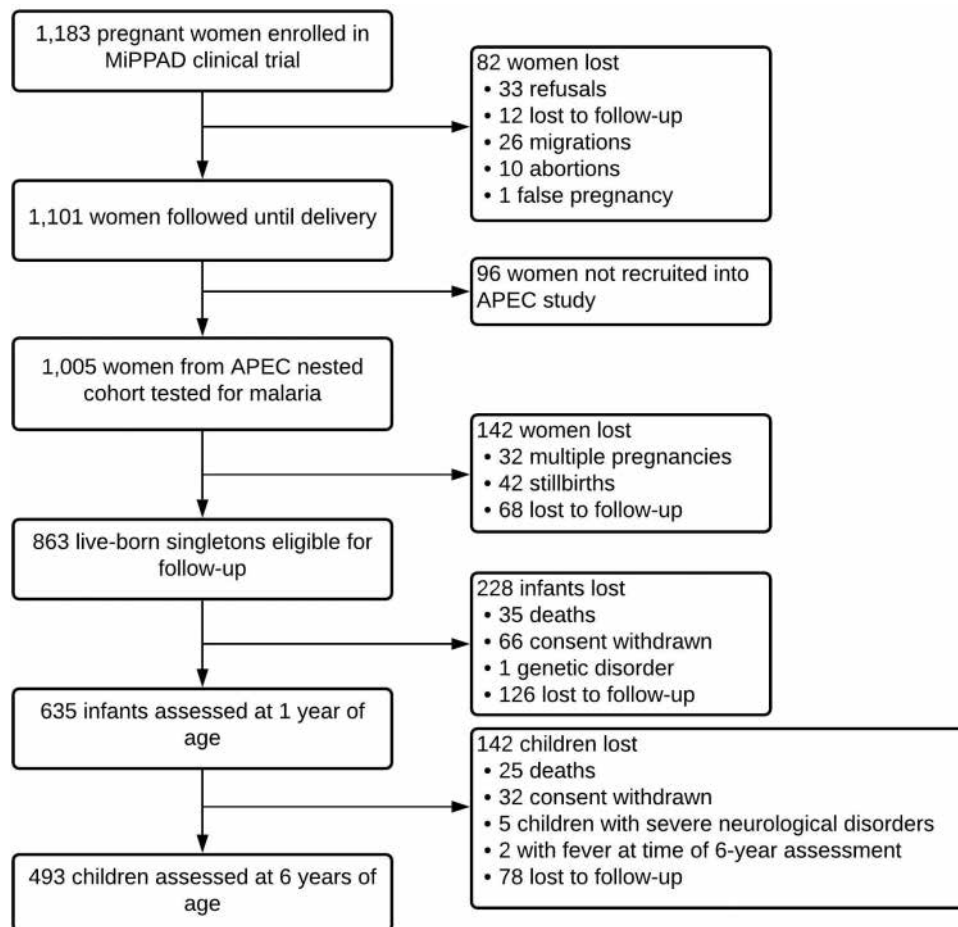 1,183 pregnant women enrolled in
MiPPAD clinical trial
82 women lost
• 33 refusals
• 12 lost to follow-up
• 26 migrations
• 10 abortions
• 1 false pregnancy
1,101 women followed until delivery
96 women not recruited into
APEC study
1,005 women from APEC nested
cohort tested for malaria
142 women lost
• 32 multiple pregnancies
• 42 stillbirths
• 68 lost to follow-up
863 live-born singletons eligible for
follow-up
228 infants lost
• 35 deaths
• 66 consent withdrawn
• 1 genetic disorder
• 126 lost to follow-up
635 infants assessed at 1 year of
age
142 children lost
• 25 deaths
• 32 consent withdrawn
• 5 children with severe neurological disorders
• 2 with fever at time of 6-year assessment
• 78 lost to follow-up
493 children assessed at 6 years of
age